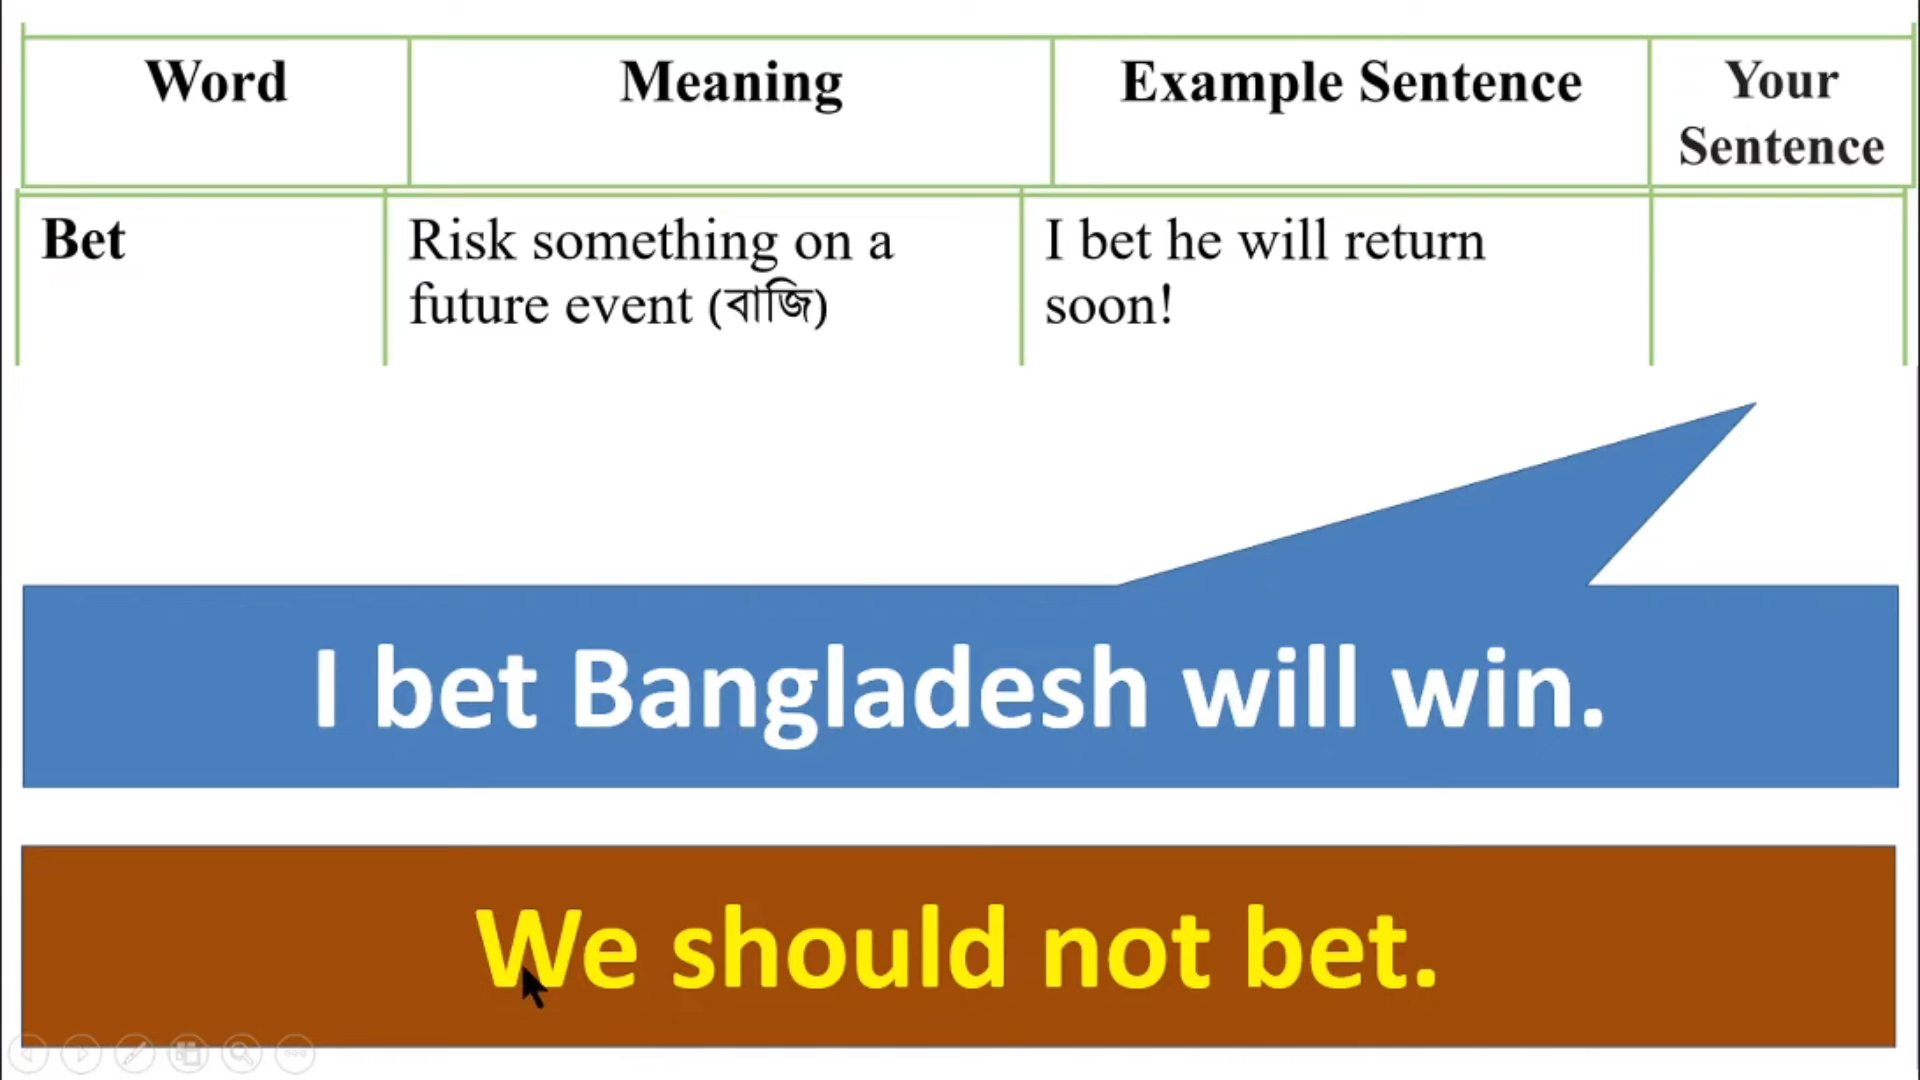 Word Meaning Example Sentence Your
Sentence
Bet Risk something on a I bet he will return
future event (বাজি) soon!
I bet Bangladesh will win.
We should not bet.